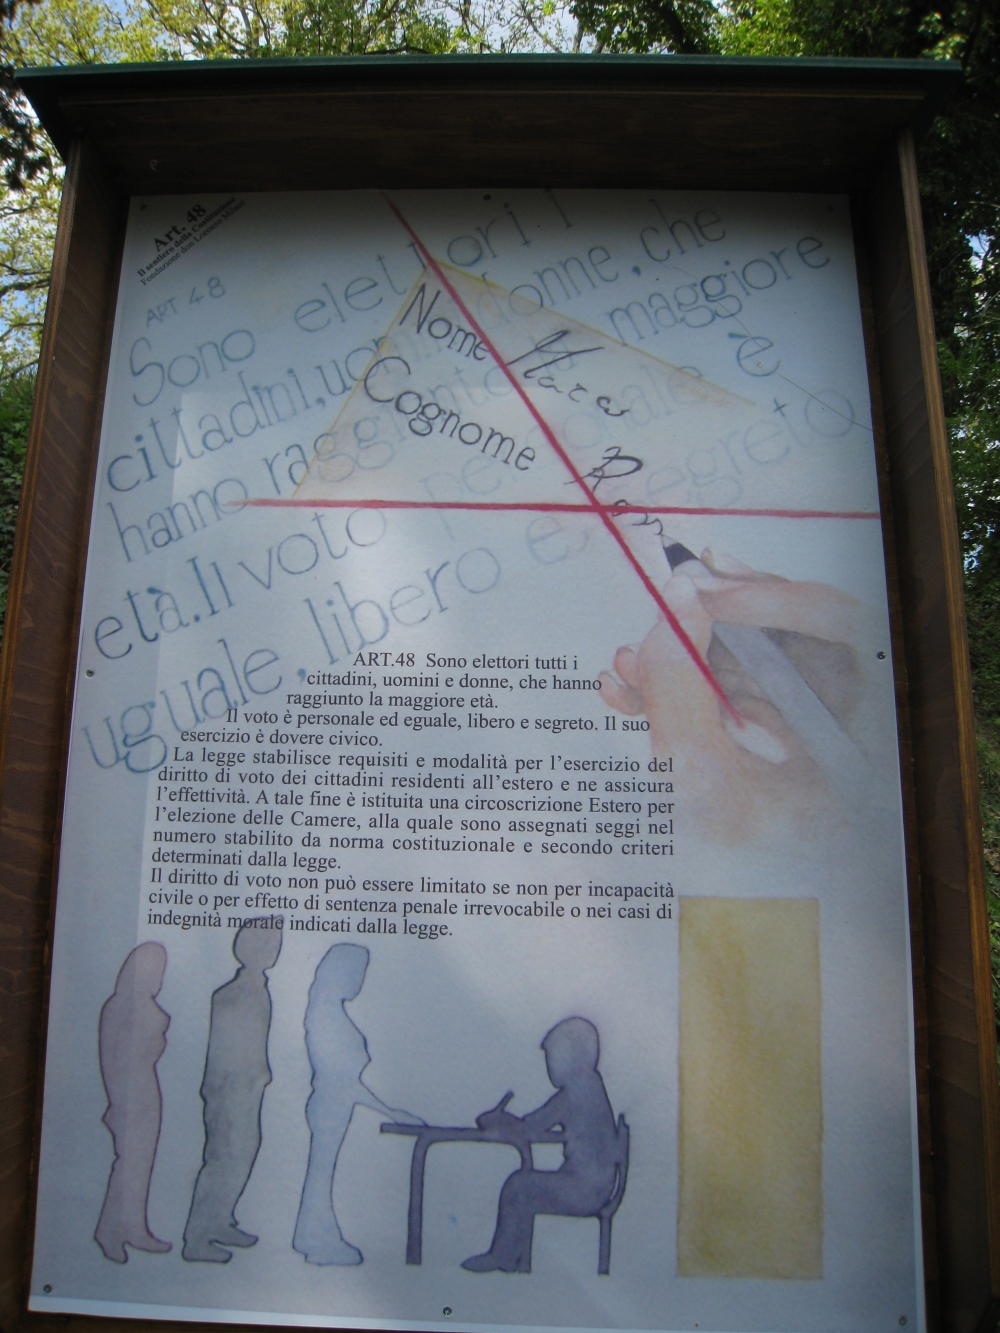 Art. 48
Il sentiero della Costituzione
Fondazione don Lorenzo Milani
ART 48
Sono elettori i
cittadini, uomini donne, che
hanno raggiunto maggiore
età. Il voto personale è
uguale, libero e segreto
Nome
Cognome
ART.48 Sono elettori tutti i
cittadini, uomini e donne, che hanno
raggiunto la maggiore età.
Il voto è personale ed eguale, libero e segreto. Il suo
esercizio è dovere civico.
La legge stabilisce requisiti e modalità per l’esercizio del
diritto di voto dei cittadini residenti all’estero e ne assicura
l’effettività. A tale fine è istituita una circoscrizione Estero per
l’elezione delle Camere, alla quale sono assegnati seggi nel
numero stabilito da norma costituzionale e secondo criteri
determinati dalla legge.
Il diritto di voto non può essere limitato se non per incapacità
civile o per effetto di sentenza penale irrevocabile o nei casi di
indegnità morale indicati dalla legge.